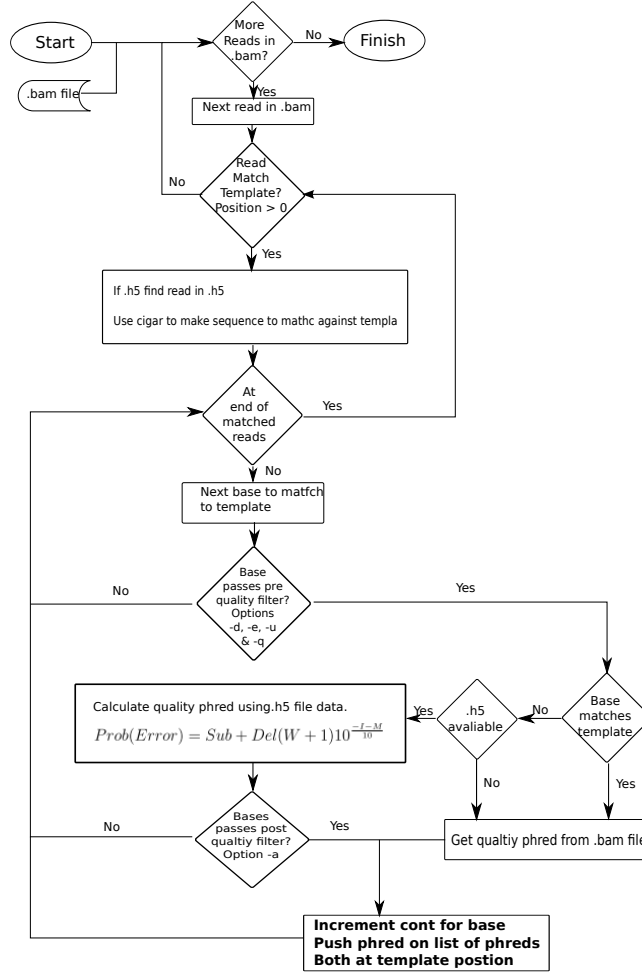 Start
More
Reads in
.bam?
No
Finish
.bam file
Yes
Next read in .bam
Read
Match
Template?
Position > 0
No
Yes
If .h5 find read in .h5
Use cigar to make sequence to mathc against templa
At
end of
matched
reads
Yes
No
Next base to matfch
to template
Base
passes pre
quality filter?
Options
-d, -e, -u
& -q
No
Yes
Base
matches
template
No
.h5
avaliable
Yes
Calculate quality phred using.h5 file data.
Prob(Error) = Sub + Del(W + 1)10^{\frac{-I-M}{10}}
No
Yes
Get qualtiy phred from .bam file
Bases
passes post
qualtiy filter?
Option -a
No
Yes
Increment cont for base
Push phred on list of phreds
Both at template postion